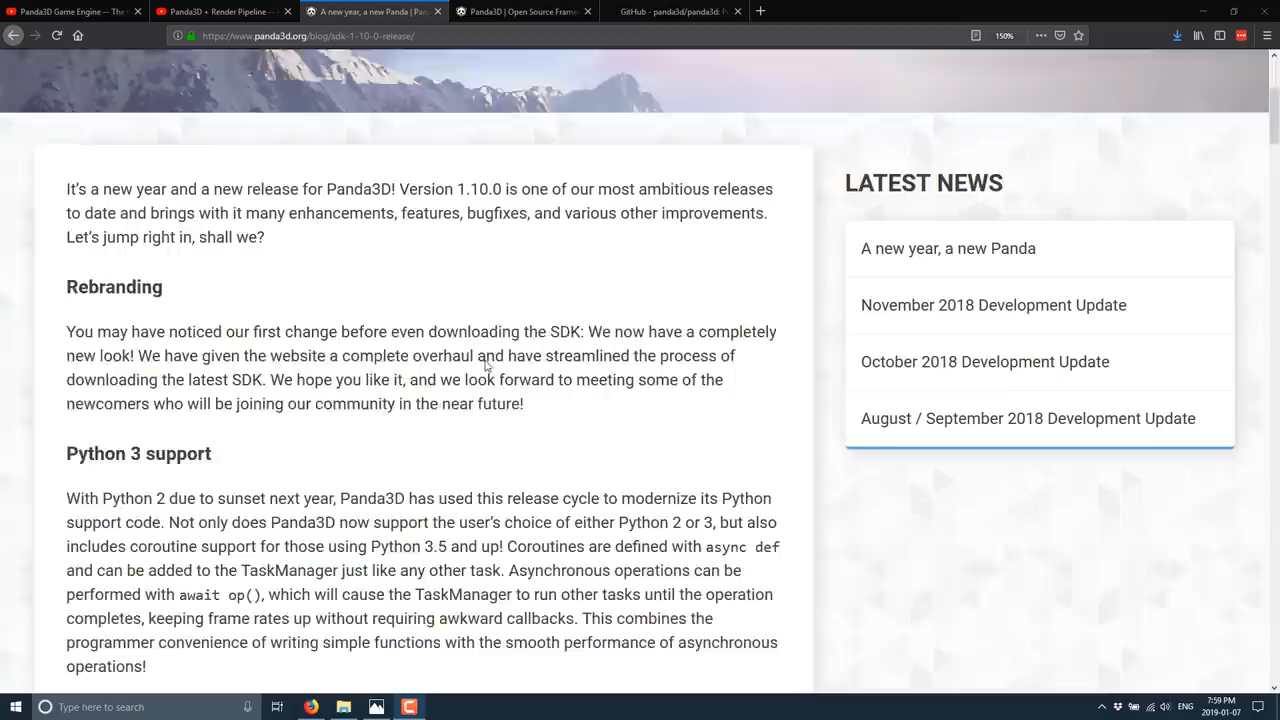 Panda3D Game Engine -- The
Panda3D + Render Pipeline --
A new year, a new Panda | Pan
Panda3D | Open Source Fram
GitHub - panda3d/panda3d: P
https://www.panda3d.org/blog/sdk-1-10-0-release/
150%
It's a new year and a new release for Panda3D! Version 1.10.0 is one of our most ambitious releases
to date and brings with it many enhancements, features, bugfixes, and various other improvements.
Let's jump right in, shall we?
Rebranding
You may have noticed our first change before even downloading the SDK: We now have a completely
new look! We have given the website a complete overhaul and have streamlined the process of
downloading the latest SDK. We hope you like it, and we look forward to meeting some of the
newcomers who will be joining our community in the near future!
Python 3 support
With Python 2 due to sunset next year, Panda3D has used this release cycle to modernize its Python
support code. Not only does Panda3D now support the user's choice of either Python 2 or 3, but also
includes coroutine support for those using Python 3.5 and up! Coroutines are defined with async def
and can be added to the TaskManager just like any other task. Asynchronous operations can be
performed with await op(), which will cause the TaskManager to run other tasks until the operation
completes, keeping frame rates up without requiring awkward callbacks. This combines the
programmer convenience of writing simple functions with the smooth performance of asynchronous
operations!
LATEST NEWS
A new year, a new Panda
November 2018 Development Update
October 2018 Development Update
August / September 2018 Development Update
Type here to search
ENG
7:59 PM
2019-01-07